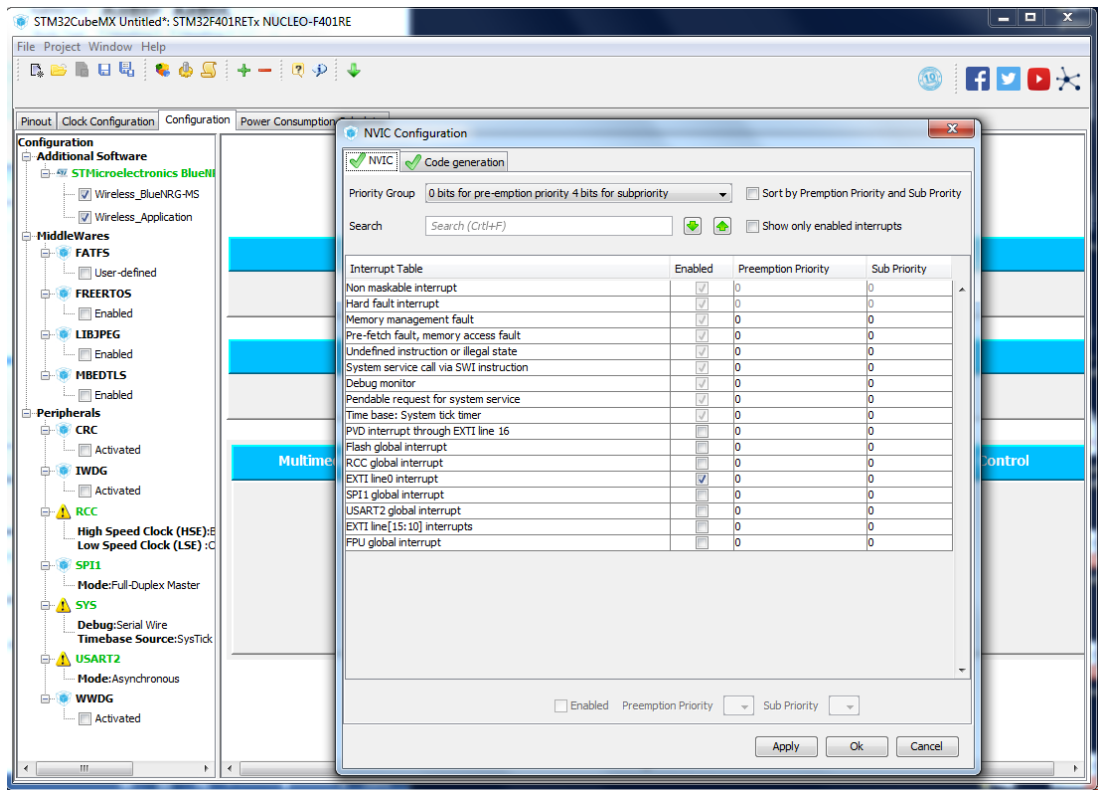 STM32CubeMX Untitled*: STM32F401RETx NUCLEO-F401RE
File Project Window Help
10
Pinout Clock Configuration Configuration Power Consumption
Configuration
Additional Software
STMicroelectronics BlueN
Wireless_BlueNRG-MS
Wireless_Application
MiddleWares
FATFS
User-defined
FREERTOS
Enabled
LIBJPEG
Enabled
MBEDTLS
Enabled
Peripherals
CRC
Activated
IWDG
Activated
RCC
High Speed Clock (HSE):
Low Speed Clock (LSE) :
SPI1
Mode:Full-Duplex Master
SYS
Debug:Serial Wire
Timebase Source:SysTick
USART2
Mode:Asynchronous
WWDG
Activated
Multime
Control
NVIC Configuration
NVIC Code generation
Priority Group 0 bits for pre-emption priority 4 bits for subpriority Sort by Premption Priority and Sub Prority
Search Search (Crtl+F) Show only enabled interrupts
Interrupt Table Enabled Preemption Priority Sub Priority
Non maskable interrupt 0 0
Hard fault interrupt 0 0
Memory management fault 0 0
Pre-fetch fault, memory access fault 0 0
Undefined instruction or illegal state 0 0
System service call via SWI instruction 0 0
Debug monitor 0 0
Pendable request for system service 0 0
Time base: System tick timer 0 0
PVD interrupt through EXTI line 16 0 0
Flash global interrupt 0 0
RCC global interrupt 0 0
EXTI line0 interrupt 0 0
SPI1 global interrupt 0 0
USART2 global interrupt 0 0
EXTI line[15:10] interrupts 0 0
FPU global interrupt 0 0
Enabled Preemption Priority Sub Priority
Apply Ok Cancel